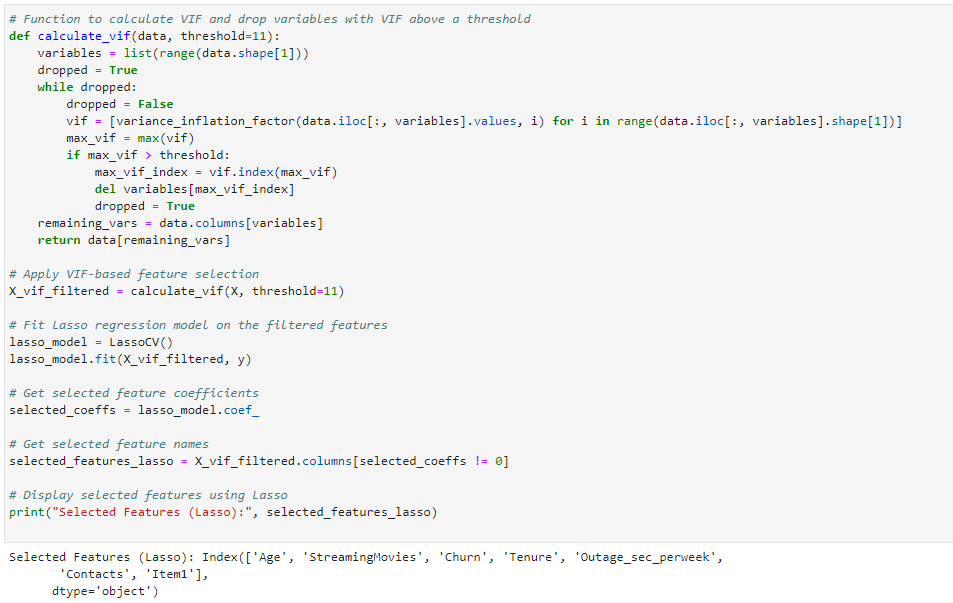 # Function to calculate VIF and drop variables with VIF above a threshold
def calculate_vif(data, threshold=11):
    variables = list(range(data.shape[1]))
    dropped = True
    while dropped:
        dropped = False
        vif = [variance_inflation_factor(data.iloc[:, variables].values, i) for i in range(data.iloc[:, variables].shape[1])]
        max_vif = max(vif)
        if max_vif > threshold:
            max_vif_index = vif.index(max_vif)
            del variables[max_vif_index]
            dropped = True
    remaining_vars = data.columns[variables]
    return data[remaining_vars]

# Apply VIF-based feature selection
X_vif_filtered = calculate_vif(X, threshold=11)

# Fit Lasso regression model on the filtered features
lasso_model = LassoCV()
lasso_model.fit(X_vif_filtered, y)

# Get selected feature coefficients
selected_coeffs = lasso_model.coef_

# Get selected feature names
selected_features_lasso = X_vif_filtered.columns[selected_coeffs != 0]

# Display selected features using Lasso
print("Selected Features (Lasso):", selected_features_lasso)

Selected Features (Lasso): Index(['Age', 'StreamingMovies', 'Churn', 'Tenure', 'Outage_sec_perweek',
       'Contacts', 'Item1'],
      dtype='object')